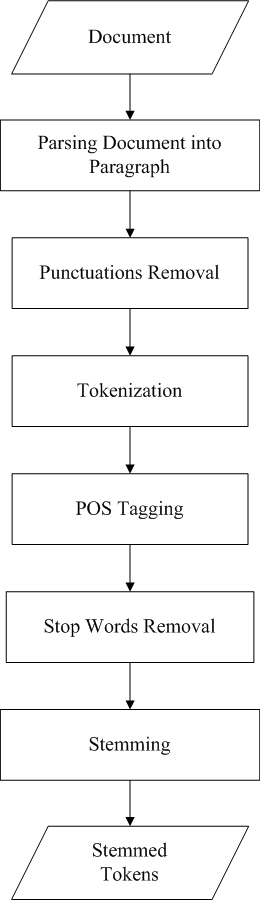 Document
Parsing Document into
Paragraph
Punctuations Removal
Tokenization
POS Tagging
Stop Words Removal
Stemming
Stemmed
Tokens